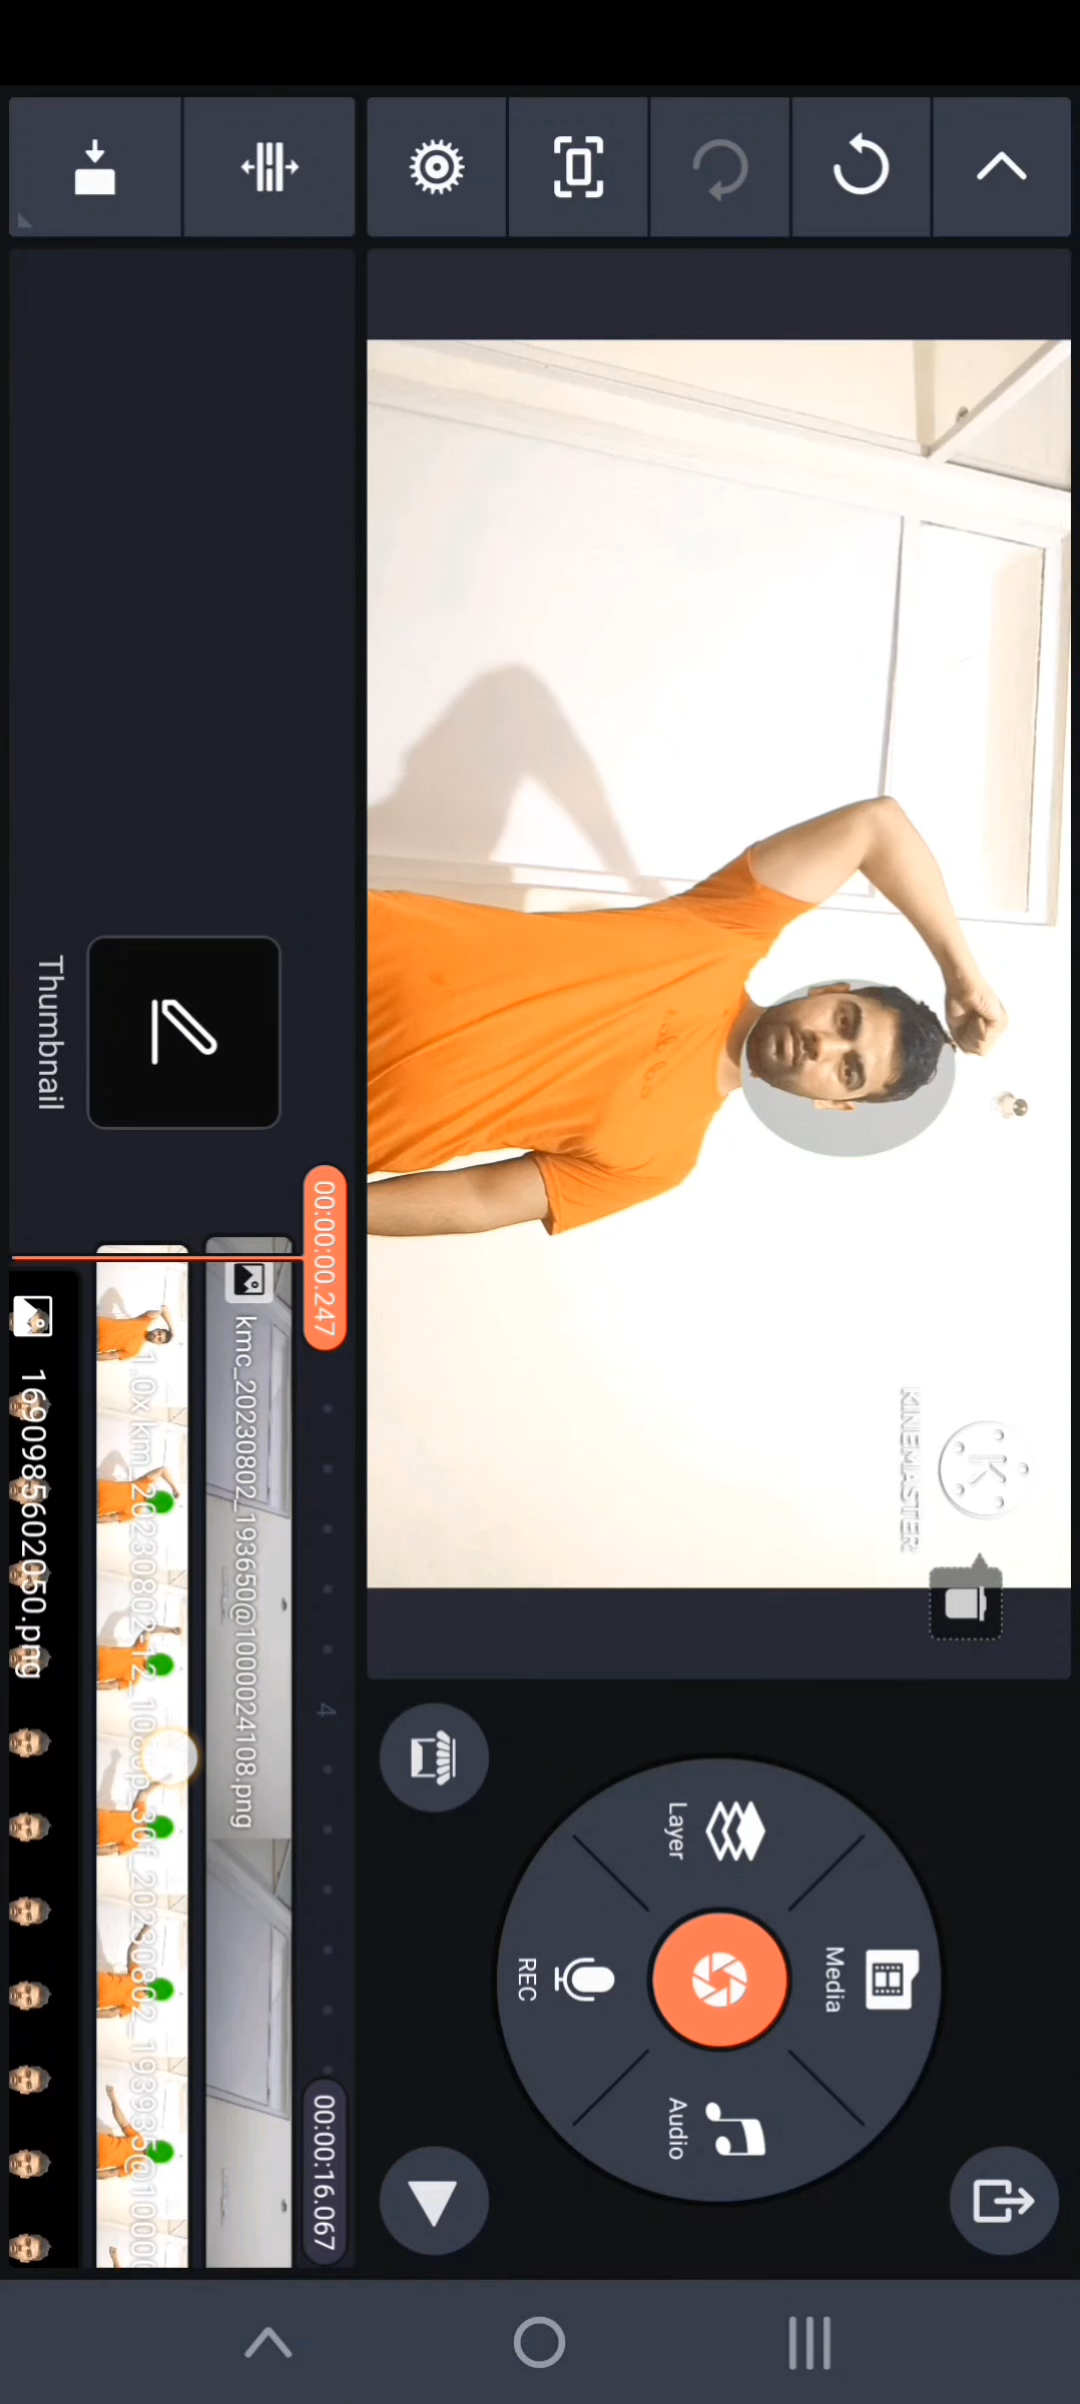 KINEMASTER
Media
Layer
REC
Audio
00:00:00.247
4
00:00:16.067
kmc_20230802_193650@1000024108.png
Thumbnail
1690985602050.png